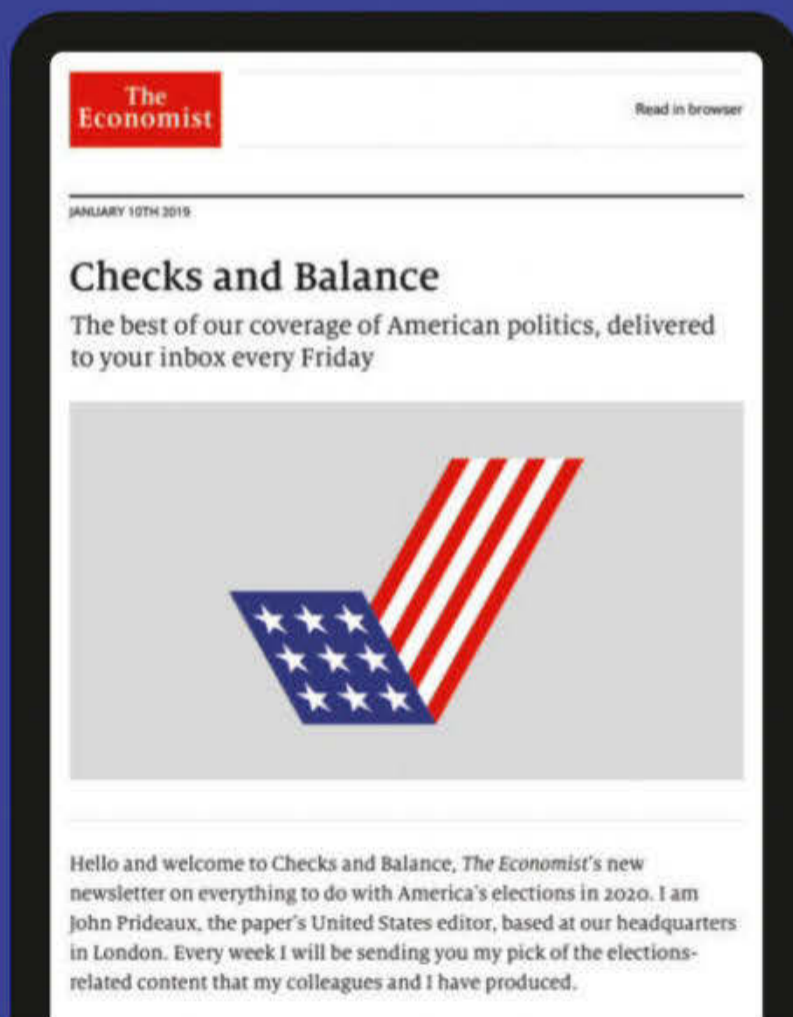 The
Economist
Read in browser
JANUARY 10TH 2019
Checks and Balance
The best of our coverage of American politics, delivered
to your inbox every Friday
Hello and welcome to Checks and Balance, The Economist's new
newsletter on everything to do with America's elections in 2020. I am
John Prideaux, the paper's United States editor, based at our headquarters
in London. Every week I will be sending you my pick of the elections-
related content that my colleagues and I have produced.